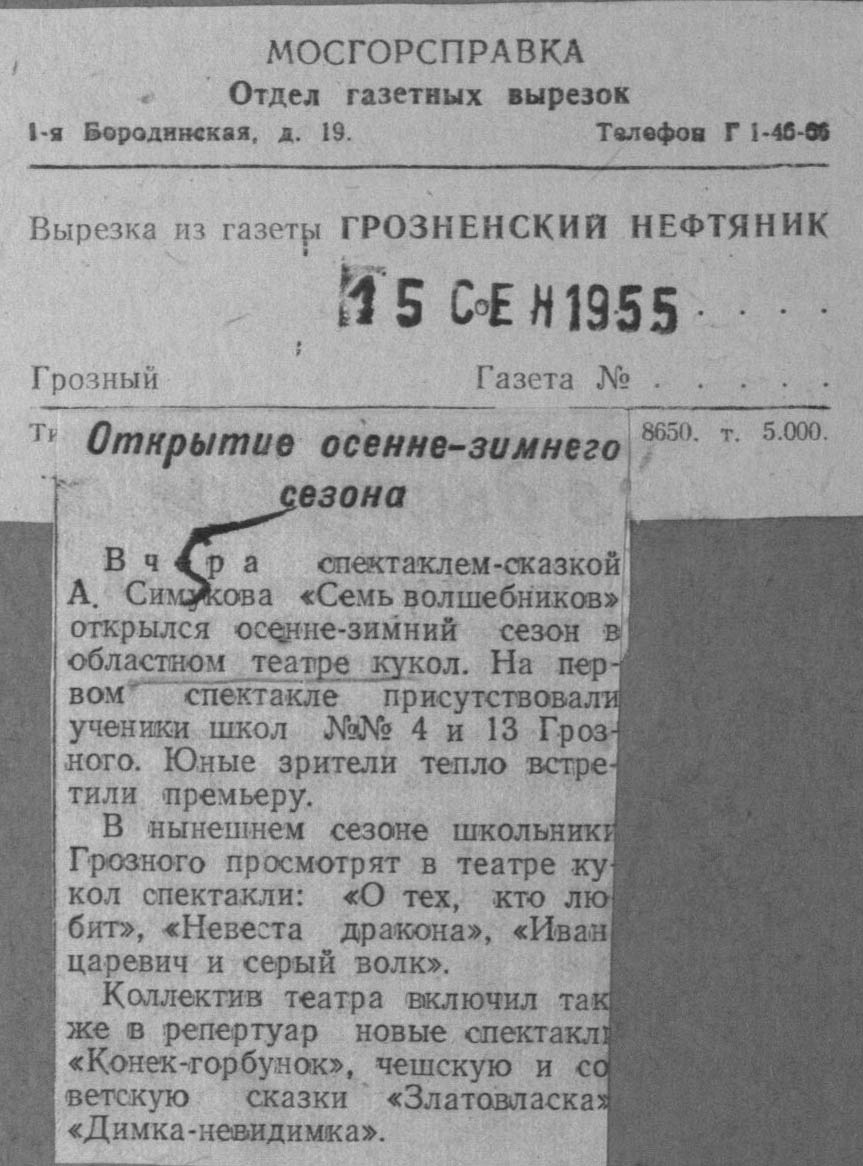 МОСГОРСПРАВКА
Отдел газетных вырезок
1-я Бородинская, д. 19. Телефон Г 1-46-66
Вырезка из газеты ГРОЗНЕНСКИЙ НЕФТЯНИК
15 СЕН 1955 . . . .
Грозный Газета № . . . . .
8650. т. 5.000.
Открытие осенне-зимнего
сезона
Вчера спектаклем-сказкой
А. Симукова «Семь волшебников»
открылся осенне-зимний сезон в
областном театре кукол. На пер-
вом спектакле присутствовали
ученики школ №№ 4 и 13 Гроз-
ного. Юные зрители тепло встре-
тили премьеру.
В нынешнем сезоне школьники
Грозного просмотрят в театре ку-
кол спектакли: «О тех, кто лю-
бит», «Невеста дракона», «Иван
царевич и серый волк».
Коллектив театра включил так
же в репертуар новые спектакли
«Конек-горбунок», чешскую и со
ветскую сказки «Златовласка»
«Димка-невидимка».